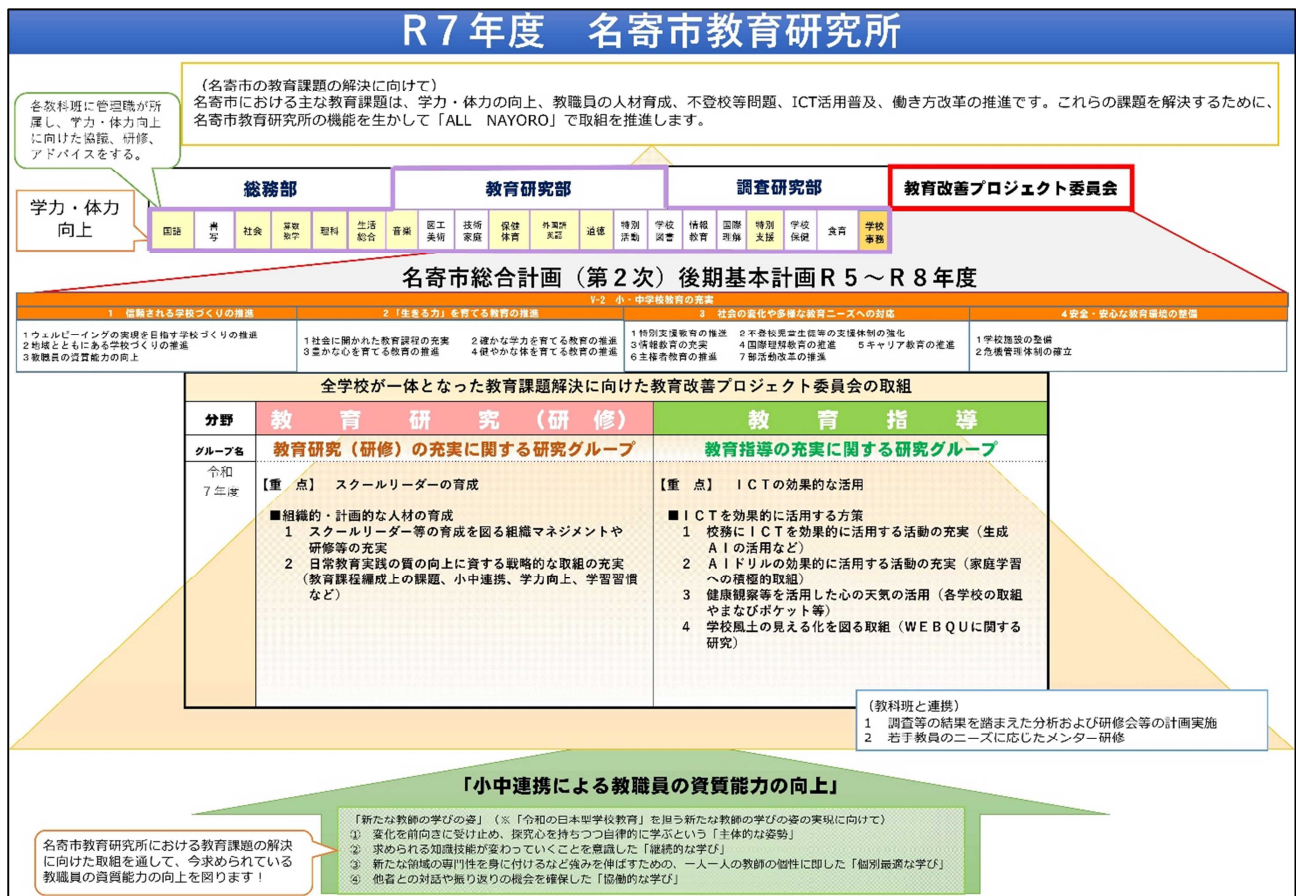 R7年度 名寄市教育研究所
(名寄市の教育課題の解決に向けて)
名寄市における主な教育課題は、学力・体力の向上、教職員の人材育成、不登校等問題、ICT活用普及、働き方改革の推進です。これらの課題を解決するために、
名寄市教育研究所の機能を生かして「ALL NAYORO」で取組を推進します。
各教科班に管理職が所
属し、学力・体力向上
に向けた協議、研修、
アドバイスをする。
総務部 教育研究部 調査研究部 教育改善プロジェクト委員会
学力・体力
向上
国語 書写 社会 算数数学 理科 生活総合 音楽 図工美術 技術家庭 保健体育 外国語英語 道徳 特別活動 学校図書 情報教育 国際理解 特別支援 学校保健 食育 学校事務
名寄市総合計画(第2次)後期基本計画R5~R8年度
V-2 小・中学校教育の充実
1 信頼される学校づくりの推進 2「生きる力」を育てる教育の推進 3 社会の変化や多様な教育ニーズへの対応 4安全・安心な教育環境の整備
1ウェルビーイングの実現を目指す学校づくりの推進
2地域とともにある学校づくりの推進
3教職員の資質能力の向上
1社会に開かれた教育課程の充実 2確かな学力を育てる教育の推進
3豊かな心を育てる教育の推進 4健やかな体を育てる教育の推進
1特別支援教育の推進 2不登校児童生徒等の支援体制の強化
3情報教育の充実 4国際理解教育の推進 5キャリア教育の推進
6主権者教育の推進 7部活動改革の推進
1学校施設の整備
2危機管理体制の確立
全学校が一体となった教育課題解決に向けた教育改善プロジェクト委員会の取組
分野 教育研究(研修) 教育指導
グループ名 教育研究(研修)の充実に関する研究グループ 教育指導の充実に関する研究グループ
令和
7年度
【重 点】 スクールリーダーの育成
■組織的・計画的な人材の育成
1 スクールリーダー等の育成を図る組織マネジメントや
研修等の充実
2 日常教育実践の質の向上に資する戦略的な取組の充実
(教育課程編成上の課題、小中連携、学力向上、学習習慣
など)
【重 点】 ICTの効果的な活用
■ICTを効果的に活用する方策
1 校務にICTを効果的に活用する活動の充実(生成
AIの活用など)
2 AIドリルの効果的に活用する活動の充実(家庭学習
への積極的取組)
3 健康観察等を活用した心の天気の活用(各学校の取組
やまなびポケット等)
4 学校風土の見える化を図る取組(WEBQUに関する
研究)
(教科班と連携)
1 調査等の結果を踏まえた分析および研修会等の計画実施
2 若手教員のニーズに応じたメンター研修
「小中連携による教職員の資質能力の向上」
「新たな教師の学びの姿」(※「令和の日本型学校教育」を担う新たな教師の学びの姿の実現に向けて)
① 変化を前向きに受け止め、探究心を持ちつつ自律的に学ぶという「主体的な姿勢」
② 求められる知識技能が変わっていくことを意識した「継続的な学び」
③ 新たな領域の専門性を身に付けるなど強みを伸ばすための、一人一人の教師の個性に即した「個別最適な学び」
④ 他者との対話や振り返りの機会を確保した「協働的な学び」
名寄市教育研究所における教育課題の解決
に向けた取組を通して、今求められている
教職員の資質能力の向上を図ります!